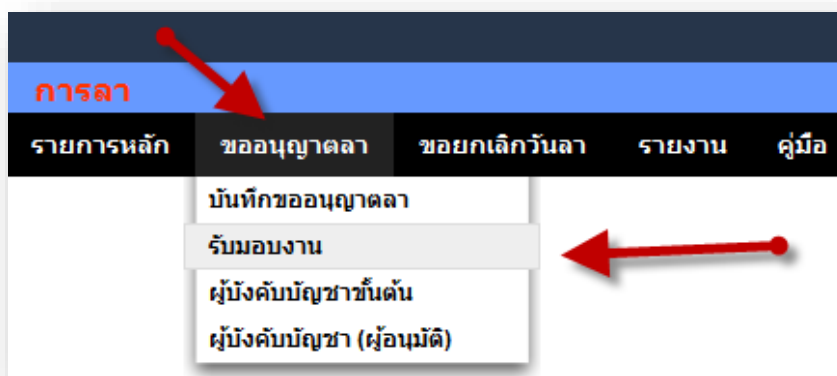 การลา
รายการหลัก ขออนุญาตลา ขอยกเลิกวันลา รายงาน คู่มือ
บันทึกขออนุญาตลา
รับมอบงาน
ผู้บังคับบัญชาขั้นต้น
ผู้บังคับบัญชา (ผู้อนุมัติ)